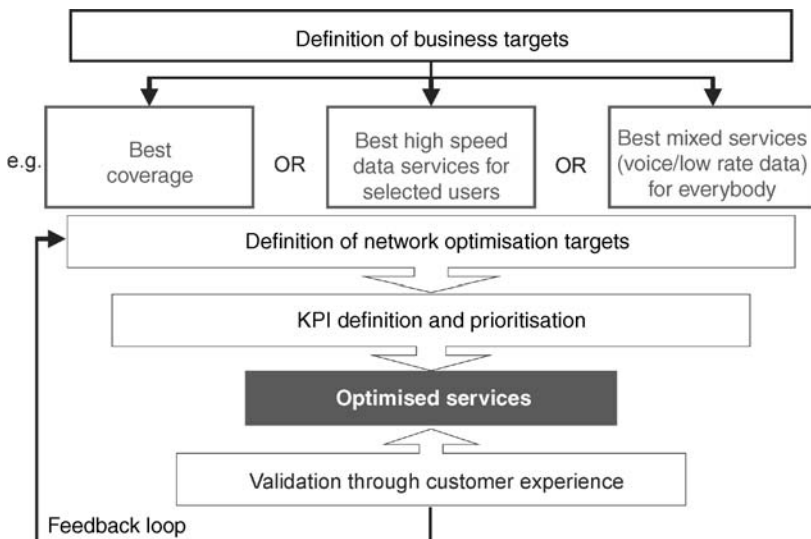 Definition of business targets
e.g.
Best
coverage
OR
Best high speed
data services for
selected users
OR
Best mixed services
(voice/low rate data)
for everybody
Definition of network optimisation targets
KPI definition and prioritisation
Optimised services
Validation through customer experience
Feedback loop